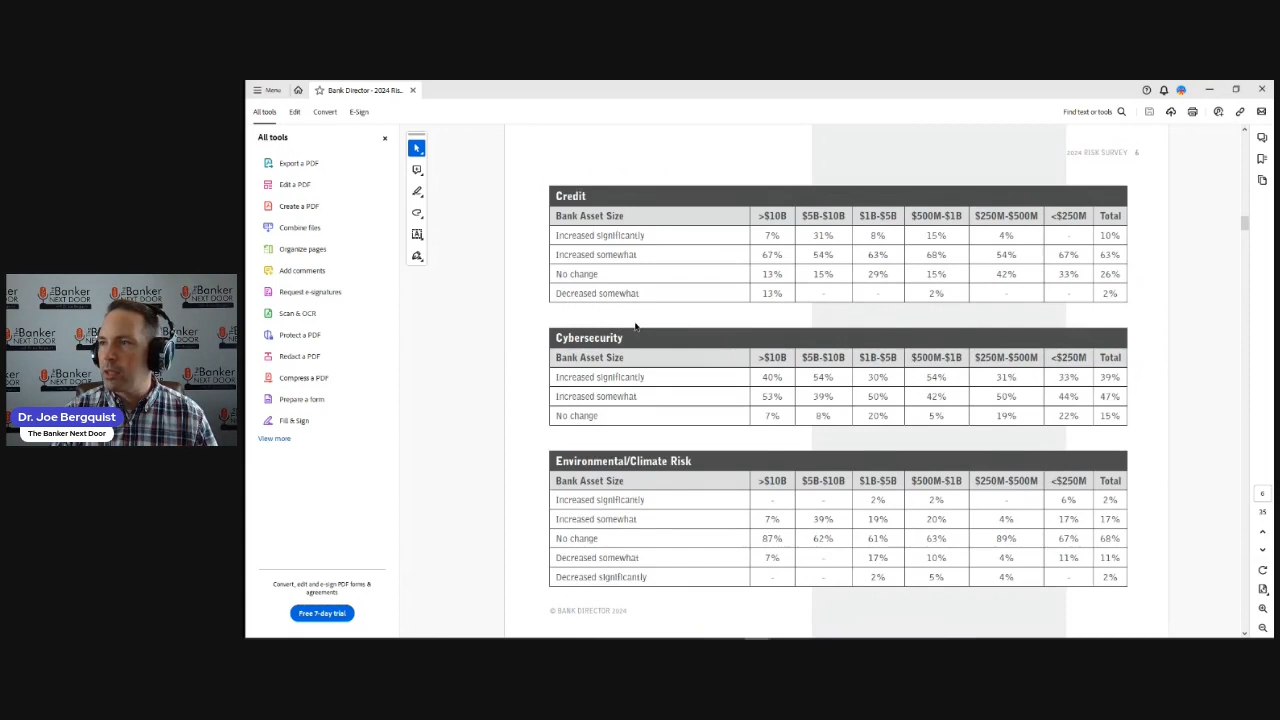 Menu
Bank Director - 2024 Ris...
All tools Edit Convert E-Sign
Find text or tools
All tools
Export a PDF
Edit a PDF
Create a PDF
Combine files
Organize pages
Add comments
Request e-signatures
Scan & OCR
Protect a PDF
Redact a PDF
Compress a PDF
Prepare a form
Fill & Sign
View more
Convert, edit and e-sign PDF forms &
agreements
Free 7-day trial
2024 RISK SURVEY 6
Credit
Bank Asset Size >$10B $5B-$10B $1B-$5B $500M-$1B $250M-$500M <$250M Total
Increased significantly 7% 31% 8% 15% 4% - 10%
Increased somewhat 67% 54% 63% 68% 54% 67% 63%
No change 13% 15% 29% 15% 42% 33% 26%
Decreased somewhat 13% - - 2% - - 2%
Cybersecurity
Bank Asset Size >$10B $5B-$10B $1B-$5B $500M-$1B $250M-$500M <$250M Total
Increased significantly 40% 54% 30% 54% 31% 33% 39%
Increased somewhat 53% 39% 50% 42% 50% 44% 47%
No change 7% 8% 20% 5% 19% 22% 15%
Environmental/Climate Risk
Bank Asset Size >$10B $5B-$10B $1B-$5B $500M-$1B $250M-$500M <$250M Total
Increased significantly - - 2% 2% - 6% 2%
Increased somewhat 7% 39% 19% 20% 4% 17% 17%
No change 87% 62% 61% 63% 89% 67% 68%
Decreased somewhat 7% - 17% 10% 4% 11% 11%
Decreased significantly - - 2% 5% 4% - 2%
© BANK DIRECTOR 2024
6
35
The Banker
NEXT DOOR
Dr. Joe Bergquist
The Banker Next Door